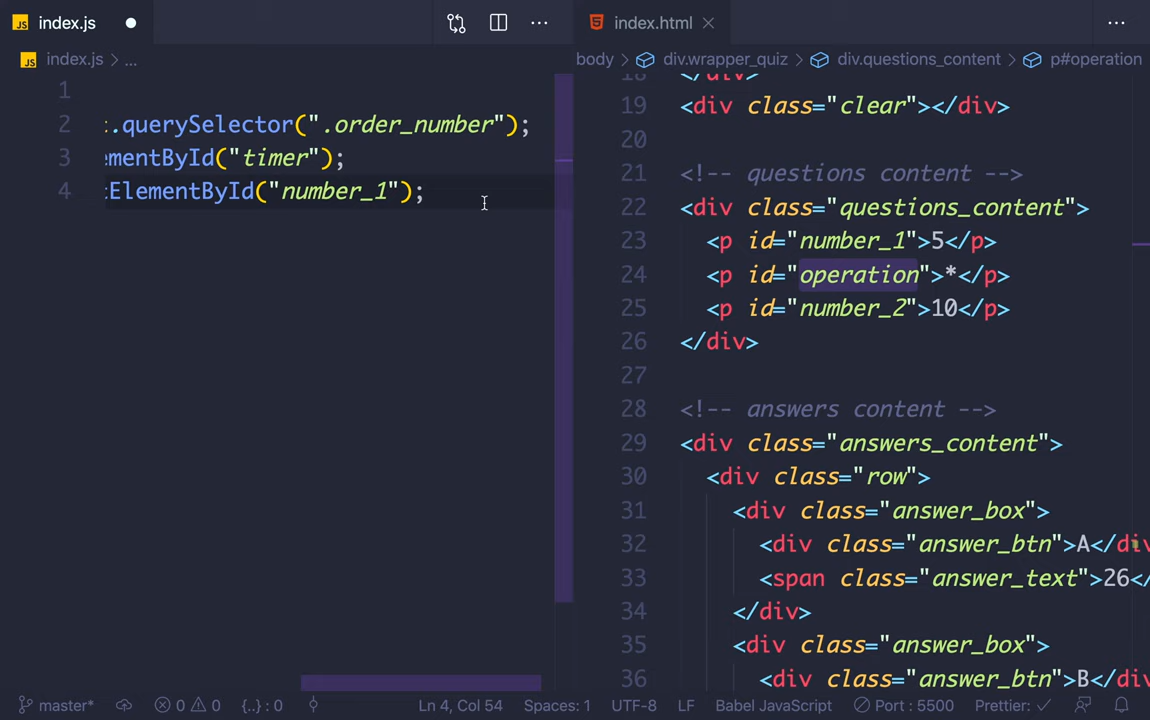 JS index.js
JS index.js > ...
1
2 .querySelector(".order_number");
3 ementById("timer");
4 tElementById("number_1");
index.html
body > div.wrapper_quiz > div.questions_content > p#operation
18 </div>
19 <div class="clear"></div>
20
21 <!-- questions content -->
22 <div class="questions_content">
23 <p id="number_1">5</p>
24 <p id="operation">*</p>
25 <p id="number_2">10</p>
26 </div>
27
28 <!-- answers content -->
29 <div class="answers_content">
30 <div class="row">
31 <div class="answer_box">
32 <div class="answer_btn">A</div
33 <span class="answer_text">26</
34 </div>
35 <div class="answer_box">
36 <div class="answer_btn">B</div
master* 0 0 {..} : 0 Ln 4, Col 54 Spaces: 1 UTF-8 LF Babel JavaScript Port : 5500 Prettier: ✓